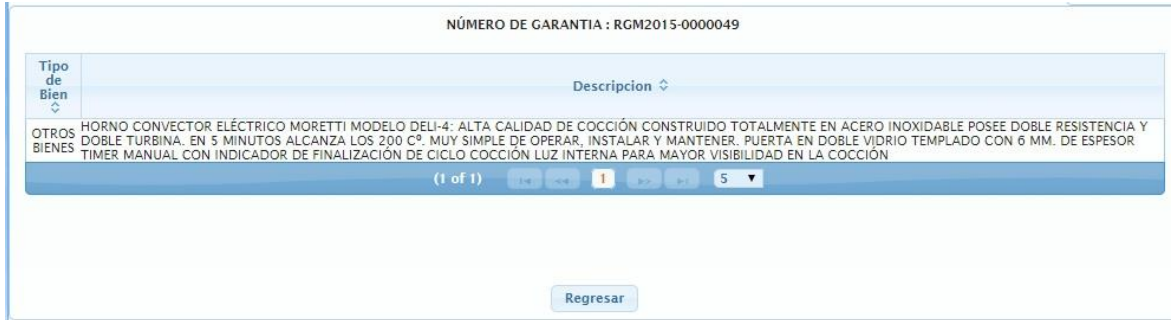 NÚMERO DE GARANTIA : RGM2015-0000049
Tipo
de
Bien
Descripcion
OTROS
BIENES
HORNO CONVECTOR ELÉCTRICO MORETTI MODELO DELI-4: ALTA CALIDAD DE COCCIÓN CONSTRUIDO TOTALMENTE EN ACERO INOXIDABLE POSEE DOBLE RESISTENCIA Y
DOBLE TURBINA. EN 5 MINUTOS ALCANZA LOS 200 Cº. MUY SIMPLE DE OPERAR, INSTALAR Y MANTENER. PUERTA EN DOBLE VIDRIO TEMPLADO CON 6 MM. DE ESPESOR
TIMER MANUAL CON INDICADOR DE FINALIZACIÓN DE CICLO COCCIÓN LUZ INTERNA PARA MAYOR VISIBILIDAD EN LA COCCIÓN
(1 of 1) 1 5
Regresar